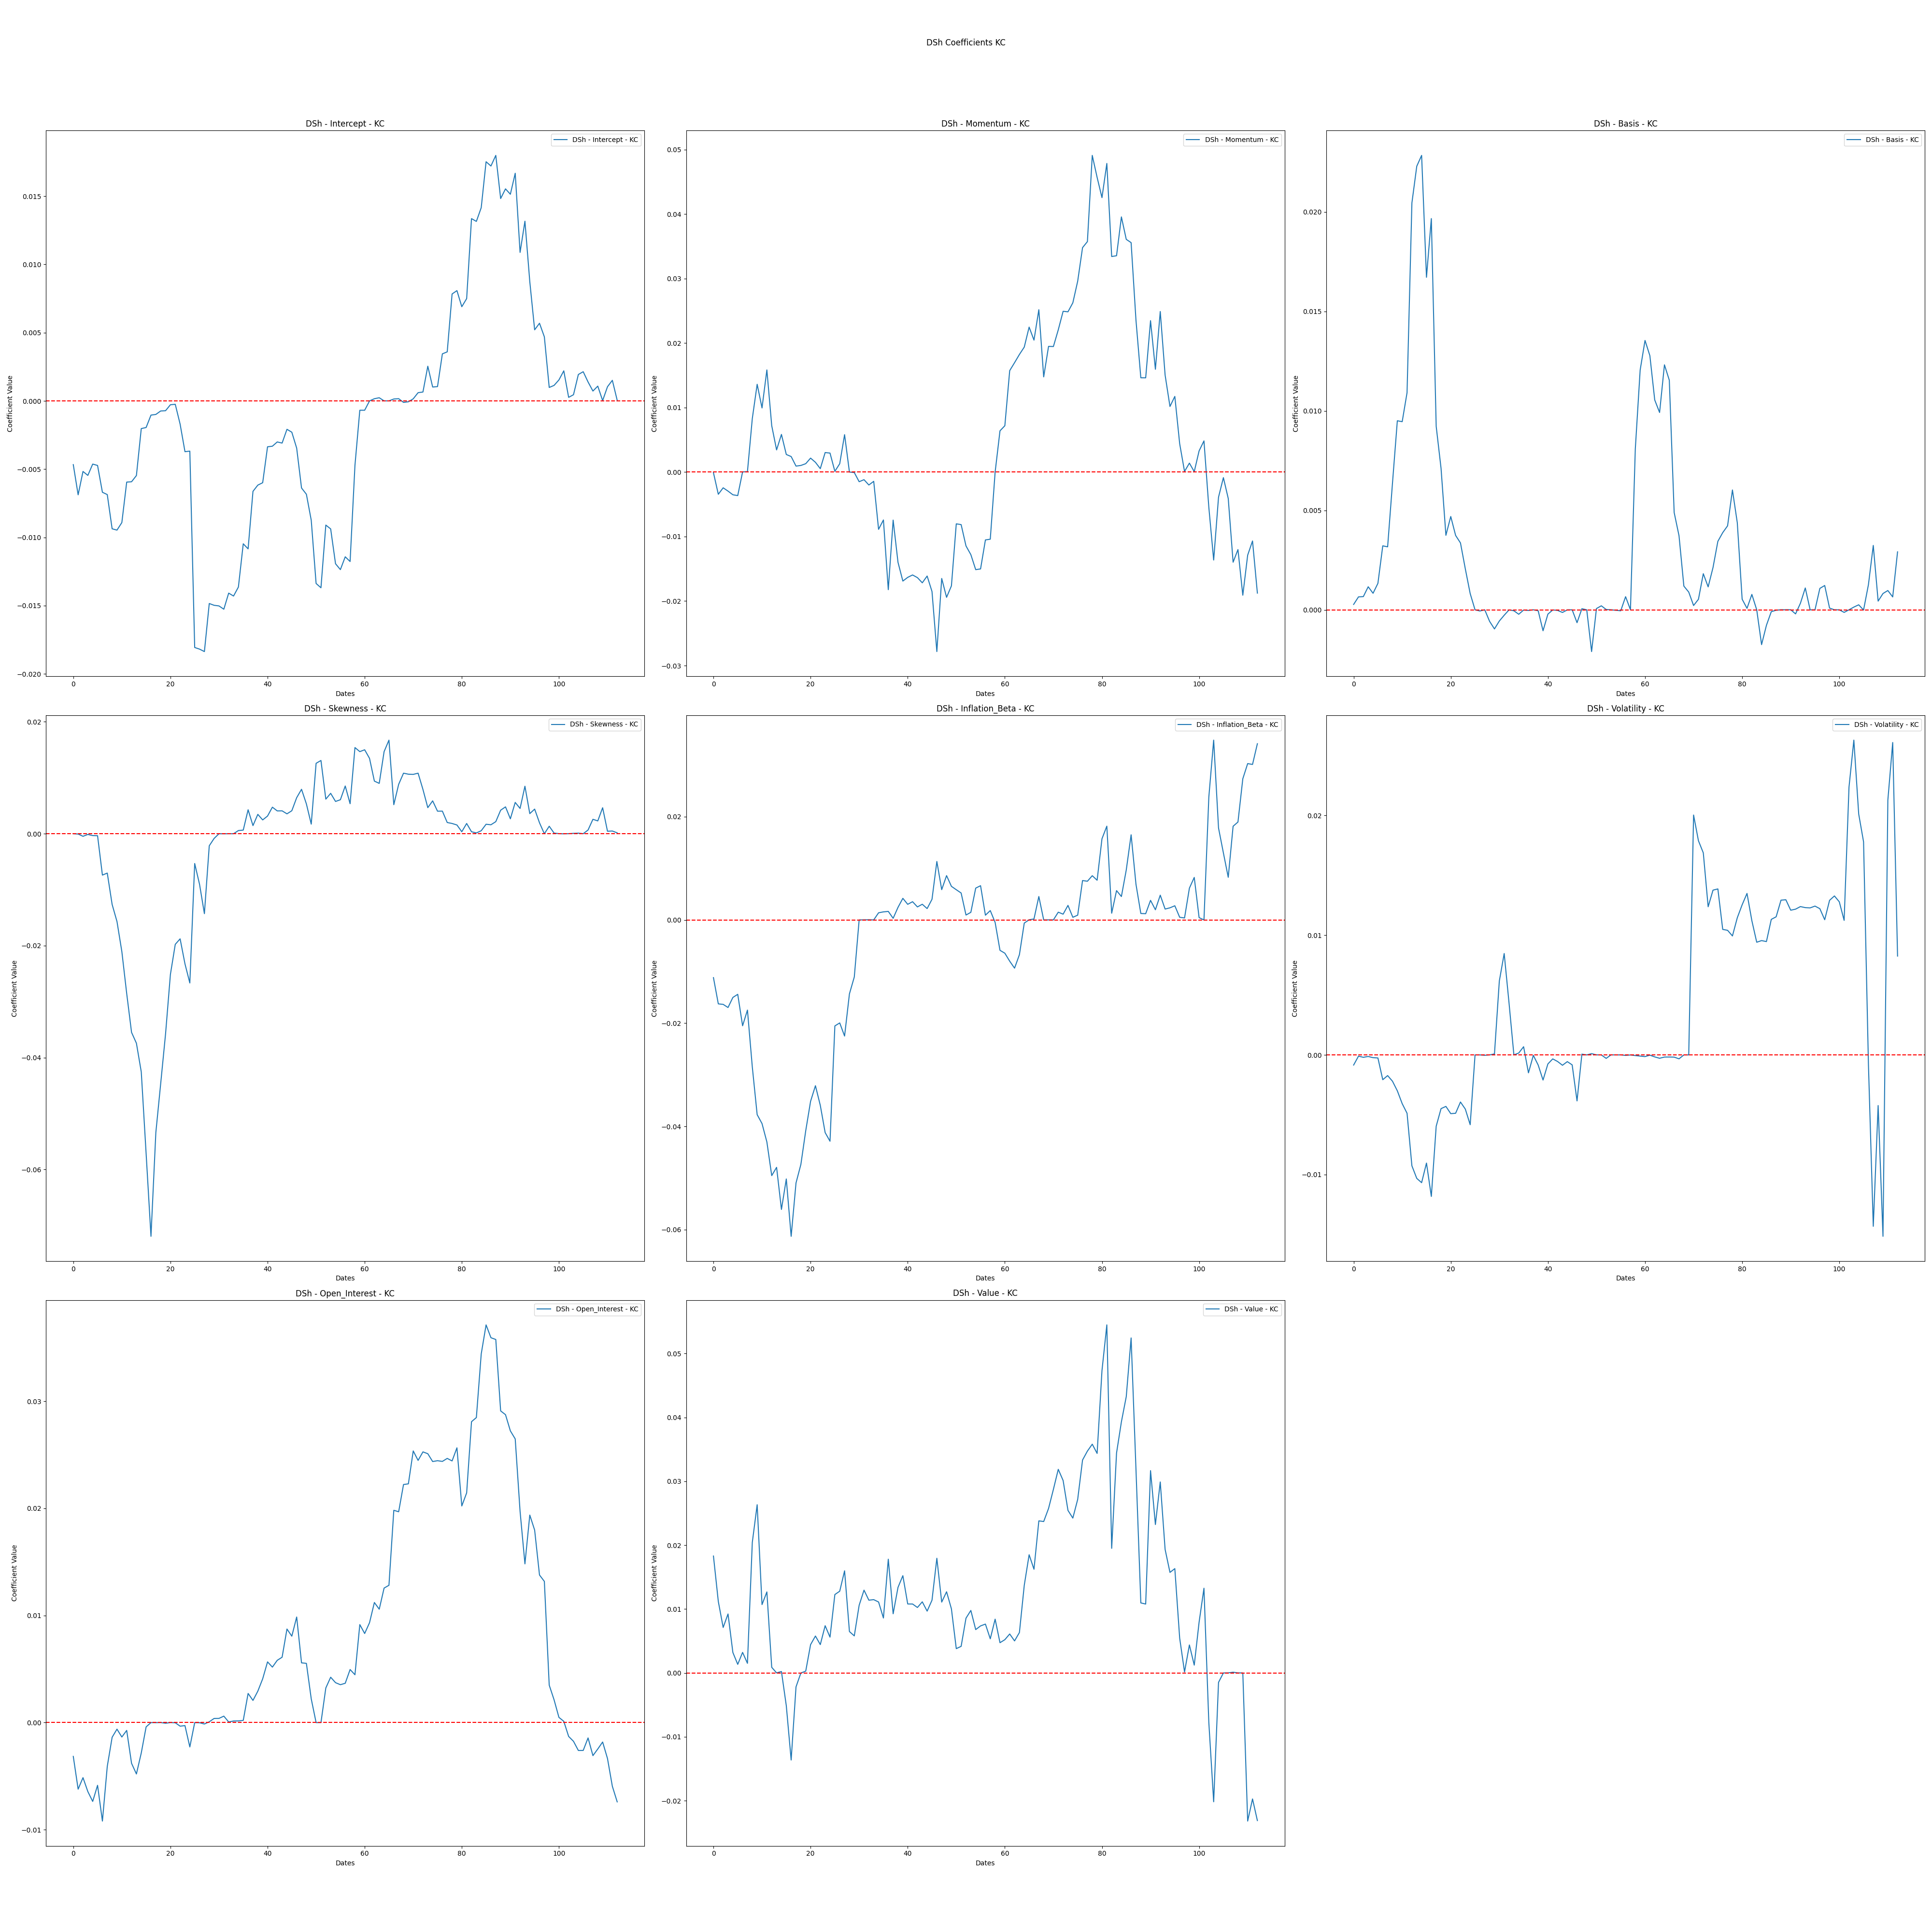 DSh Coefficients KC
DSh - Intercept - KC
DSh - Intercept - KC
Coefficient Value
0.015
0.010
0.005
0.000
−0.005
−0.010
−0.015
−0.020
0 20 40 60 80 100
Dates
DSh - Momentum - KC
DSh - Momentum - KC
Coefficient Value
0.05
0.04
0.03
0.02
0.01
0.00
−0.01
−0.02
−0.03
0 20 40 60 80 100
Dates
DSh - Basis - KC
DSh - Basis - KC
Coefficient Value
0.020
0.015
0.010
0.005
0.000
0 20 40 60 80 100
Dates
DSh - Skewness - KC
DSh - Skewness - KC
Coefficient Value
0.02
0.00
−0.02
−0.04
−0.06
0 20 40 60 80 100
Dates
DSh - Inflation_Beta - KC
DSh - Inflation_Beta - KC
Coefficient Value
0.02
0.00
−0.02
−0.04
−0.06
0 20 40 60 80 100
Dates
DSh - Volatility - KC
DSh - Volatility - KC
Coefficient Value
0.02
0.01
0.00
−0.01
0 20 40 60 80 100
Dates
DSh - Open_Interest - KC
DSh - Open_Interest - KC
Coefficient Value
0.03
0.02
0.01
0.00
−0.01
0 20 40 60 80 100
Dates
DSh - Value - KC
DSh - Value - KC
Coefficient Value
0.05
0.04
0.03
0.02
0.01
0.00
−0.01
−0.02
0 20 40 60 80 100
Dates